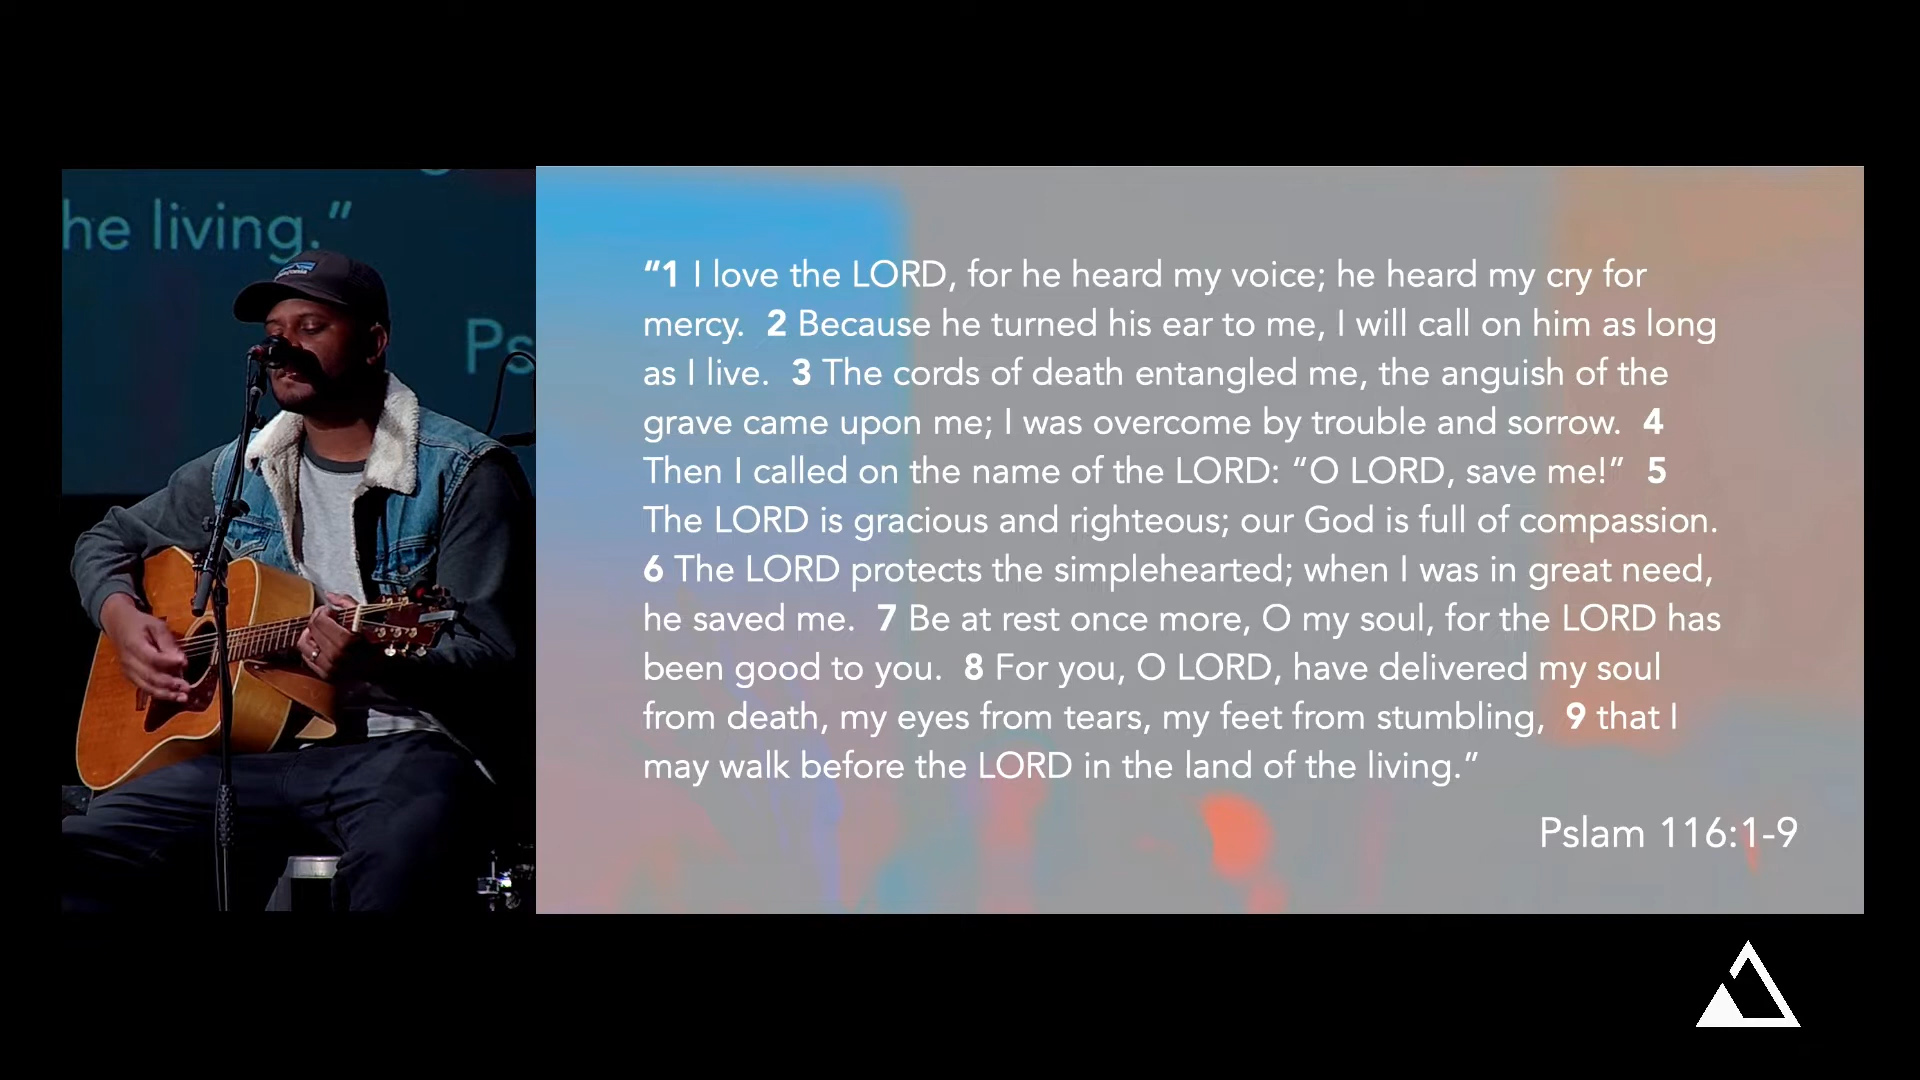 he living.”
Ps
“1 I love the LORD, for he heard my voice; he heard my cry for
mercy. 2 Because he turned his ear to me, I will call on him as long
as I live. 3 The cords of death entangled me, the anguish of the
grave came upon me; I was overcome by trouble and sorrow. 4
Then I called on the name of the LORD: “O LORD, save me!” 5
The LORD is gracious and righteous; our God is full of compassion.
6 The LORD protects the simplehearted; when I was in great need,
he saved me. 7 Be at rest once more, O my soul, for the LORD has
been good to you. 8 For you, O LORD, have delivered my soul
from death, my eyes from tears, my feet from stumbling, 9 that I
may walk before the LORD in the land of the living.”
Pslam 116:1-9